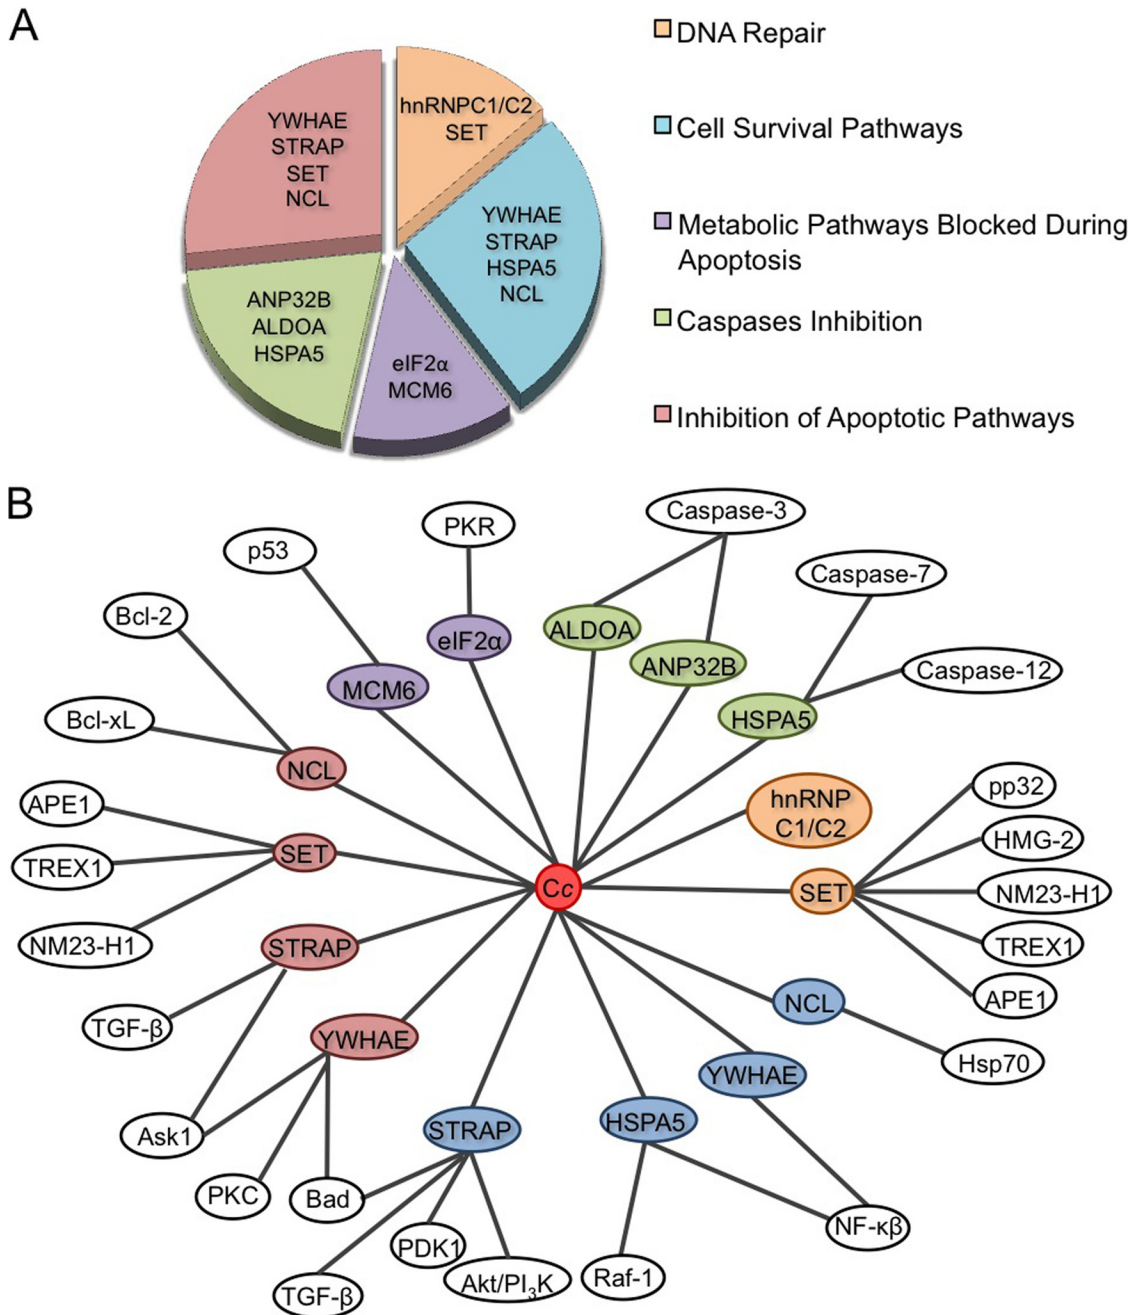 A
hnRNPC1/C2
SET
YWHAE
STRAP
HSPA5
NCL
eIF2α
MCM6
ANP32B
ALDOA
HSPA5
YWHAE
STRAP
SET
NCL
DNA Repair
Cell Survival Pathways
Metabolic Pathways Blocked During
Apoptosis
Caspases Inhibition
Inhibition of Apoptotic Pathways
B
PKR
Caspase-3
p53
Caspase-7
Bcl-2
eIF2α
ALDOA
ANP32B
Caspase-12
MCM6
Bcl-xL
HSPA5
NCL
pp32
APE1
hnRNP
C1/C2
HMG-2
SET
TREX1
Cc
SET
NM23-H1
NM23-H1
STRAP
TREX1
NCL
APE1
TGF-β
YWHAE
Hsp70
YWHAE
Ask1
STRAP
HSPA5
PKC
Bad
NF-κβ
PDK1
Akt/PI3K
Raf-1
TGF-β